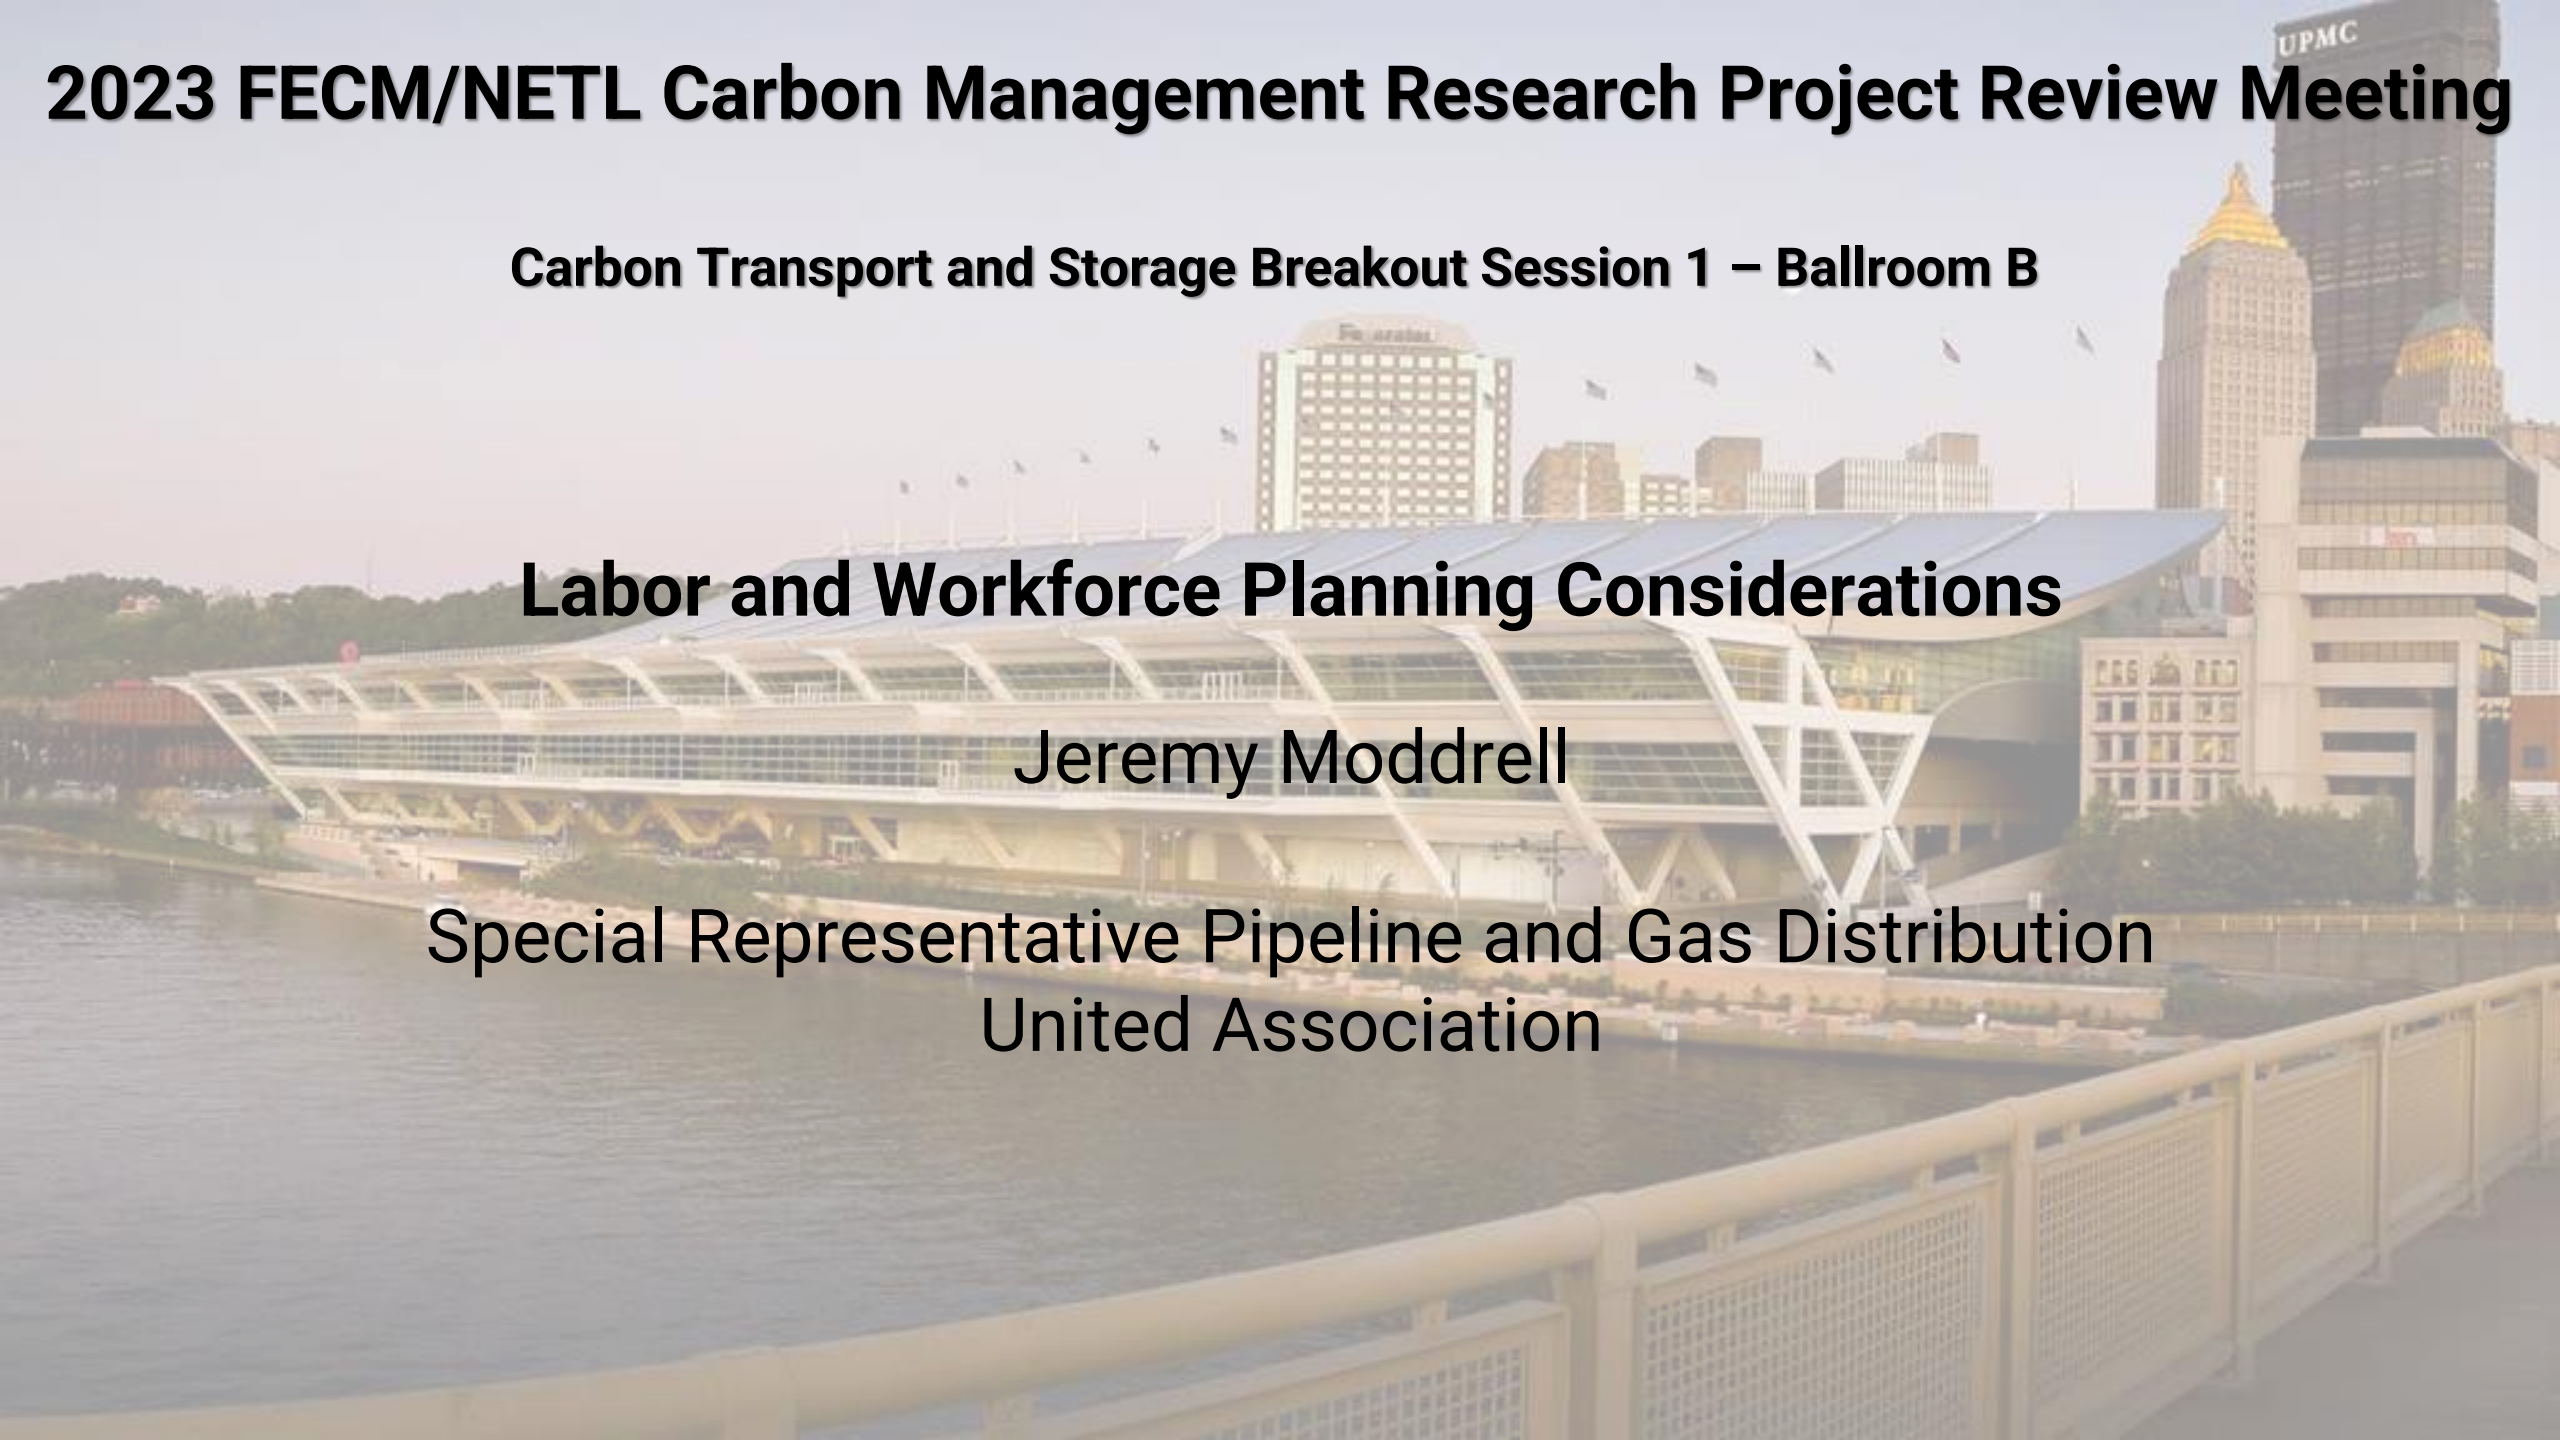 UPMC
2023 FECM/NETL Carbon Management Research Project Review Meeting
Carbon Transport and Storage Breakout Session 1 – Ballroom B
Labor and Workforce Planning Considerations
Jeremy Moddrell
Special Representative Pipeline and Gas Distribution
United Association